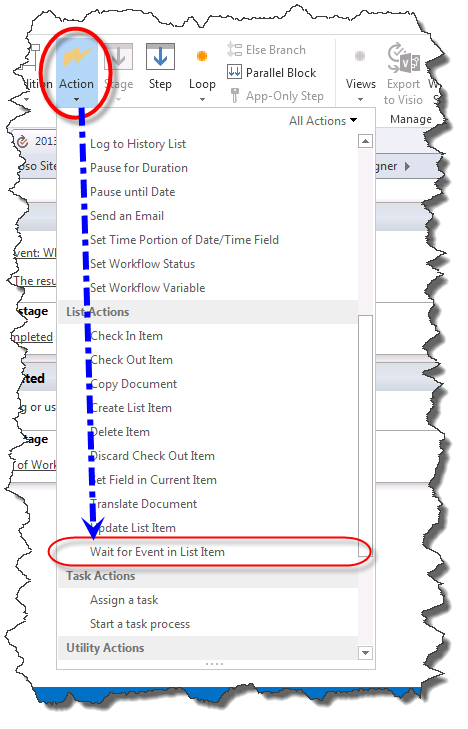 Else Branch
Parallel Block
App-Only Step
dition Action Stage Step Loop Views Export
to Visio
Manage
All Actions
2013
Log to History List
oso Site
Pause for Duration
gner
Pause until Date
Send an Email
Set Time Portion of Date/Time Field
vent: Wh
Set Workflow Status
The resu
Set Workflow Variable
stage
List Actions
mpleted
Check In Item
Check Out Item
ted
Copy Document
g or us
Create List Item
stage
Delete Item
of Work
Discard Check Out Item
Set Field in Current Item
Translate Document
Update List Item
Wait for Event in List Item
Task Actions
Assign a task
Start a task process
Utility Actions